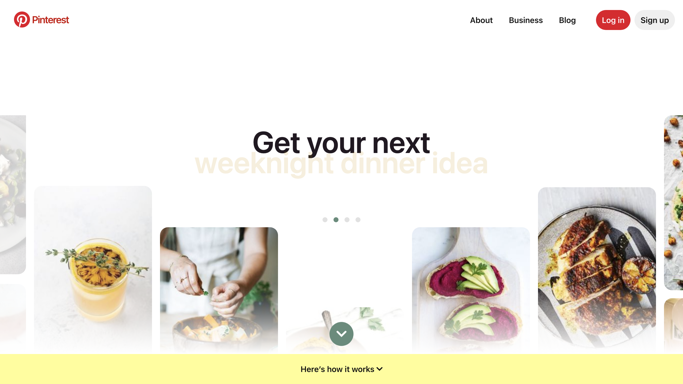 Pinterest
About
Business
Blog
Log in
Sign up
Get your next
weeknight dinner idea
Here's how it works